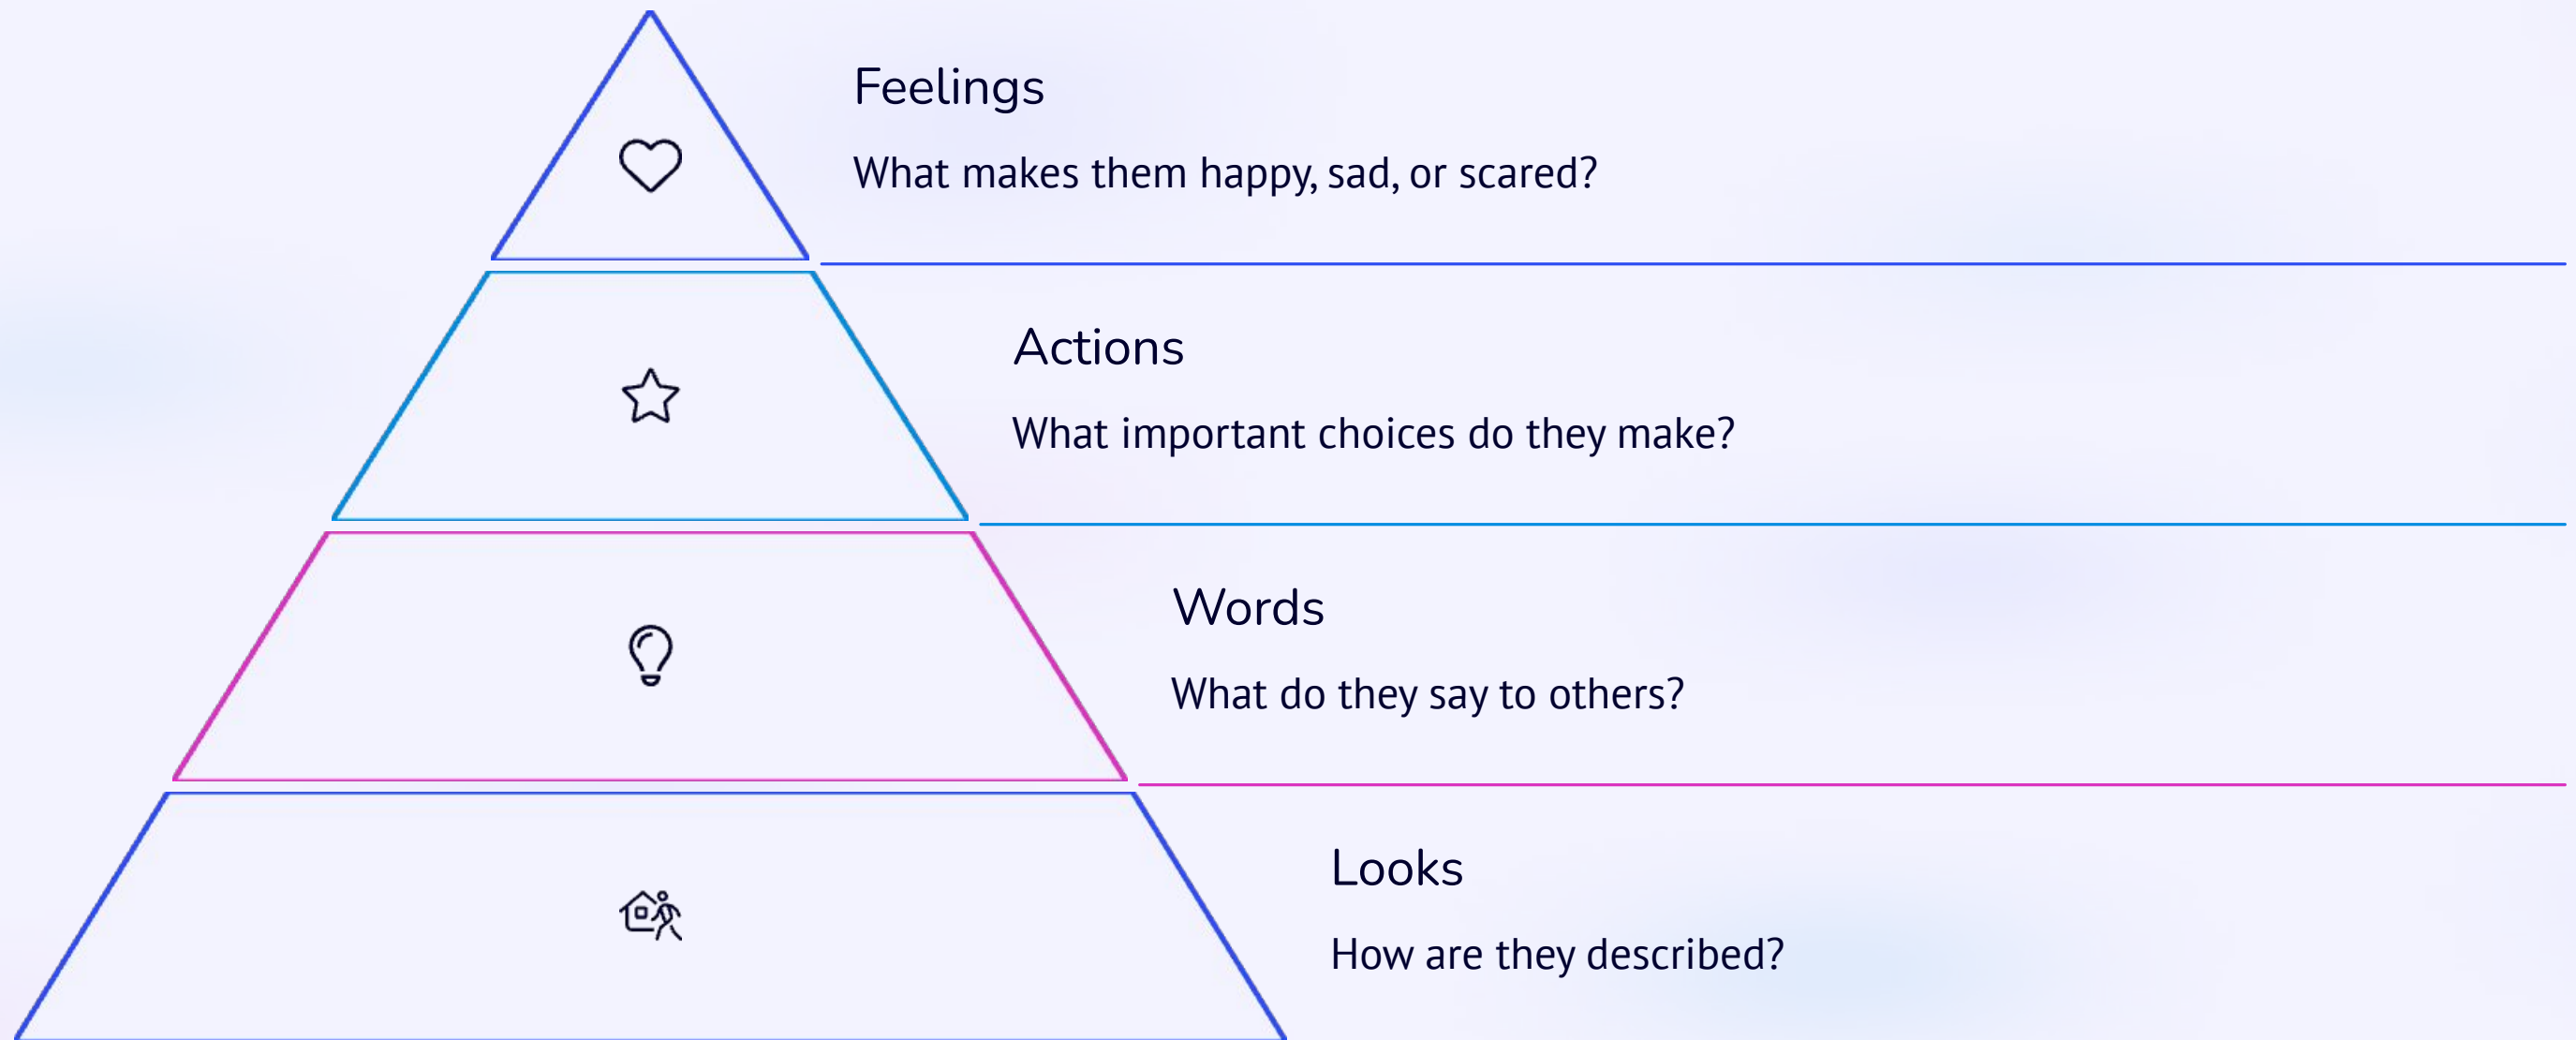 Feelings
What makes them happy, sad, or scared?
Actions
What important choices do they make?
Words
What do they say to others?
Looks
How are they described?